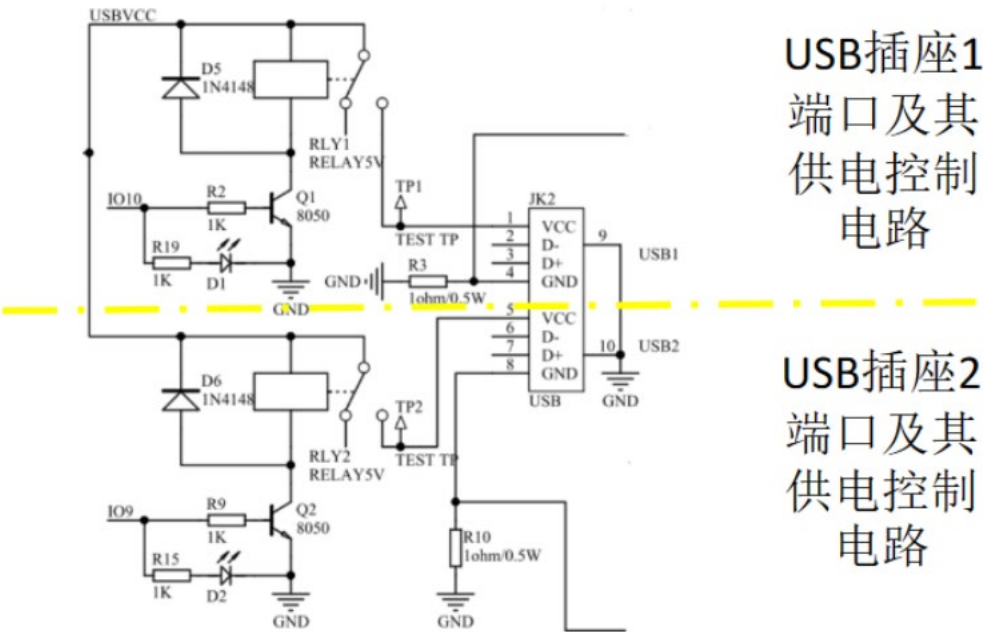 USBVCC
D5
1N4148
RLY1
RELAY5V
IO10
R2
1K
Q1
8050
R19
1K
D1
GND
TP1
TEST TP
GND
R3
1ohm/0.5W
JK2
1 VCC
2 D-
3 D+
4 GND
5 VCC
6 D-
7 D+
8 GND
USB
9
USB1
10
USB2
GND
USB插座1
端口及其
供电控制
电路
D6
1N4148
RLY2
RELAY5V
TP2
TEST TP
IO9
R9
1K
Q2
8050
R15
1K
D2
GND
R10
1ohm/0.5W
GND
USB插座2
端口及其
供电控制
电路